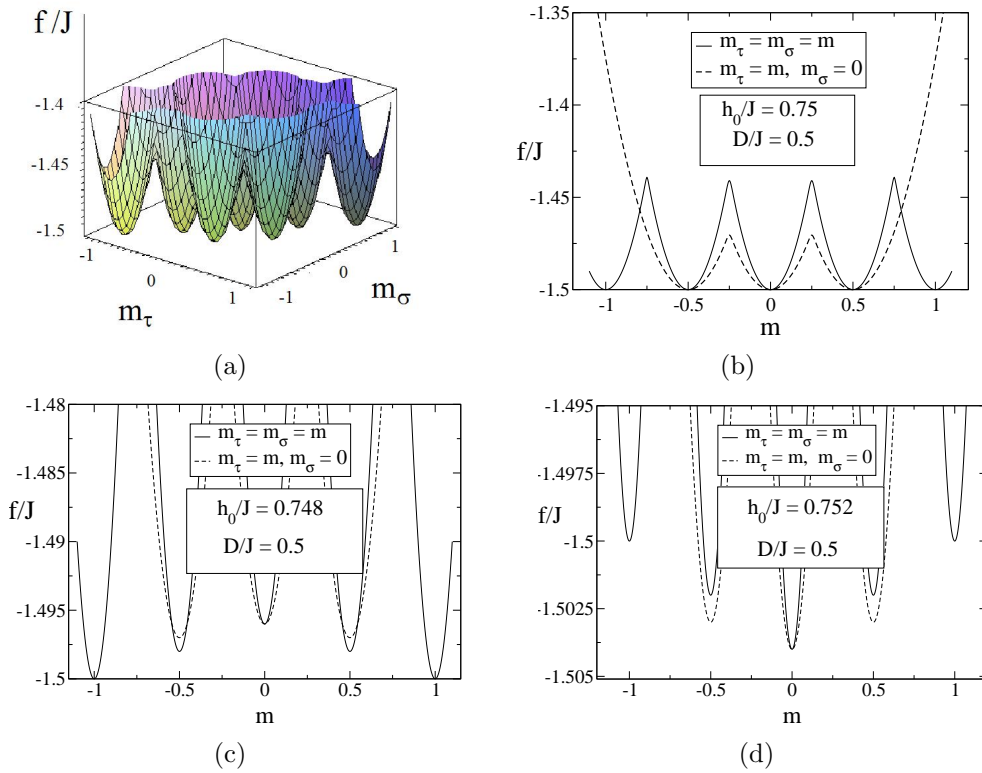 f /J
-1.4
-1.45
-1.5
-1
0
1
m_τ
-1
0
1
m_σ
(a)
-1.35
-1.4
f/J
-1.45
-1.5
m_τ = m_σ = m
m_τ = m, m_σ = 0
h_0/J = 0.75
D/J = 0.5
-1 -0.5 0 0.5 1
m
(b)
-1.48
-1.485
f/J
-1.49
-1.495
-1.5
m_τ = m_σ = m
m_τ = m, m_σ = 0
h_0/J = 0.748
D/J = 0.5
-1 -0.5 0 0.5 1
m
(c)
-1.495
-1.4975
f/J
-1.5
-1.5025
-1.505
m_τ = m_σ = m
m_τ = m, m_σ = 0
h_0/J = 0.752
D/J = 0.5
-1 -0.5 0 0.5 1
m
(d)